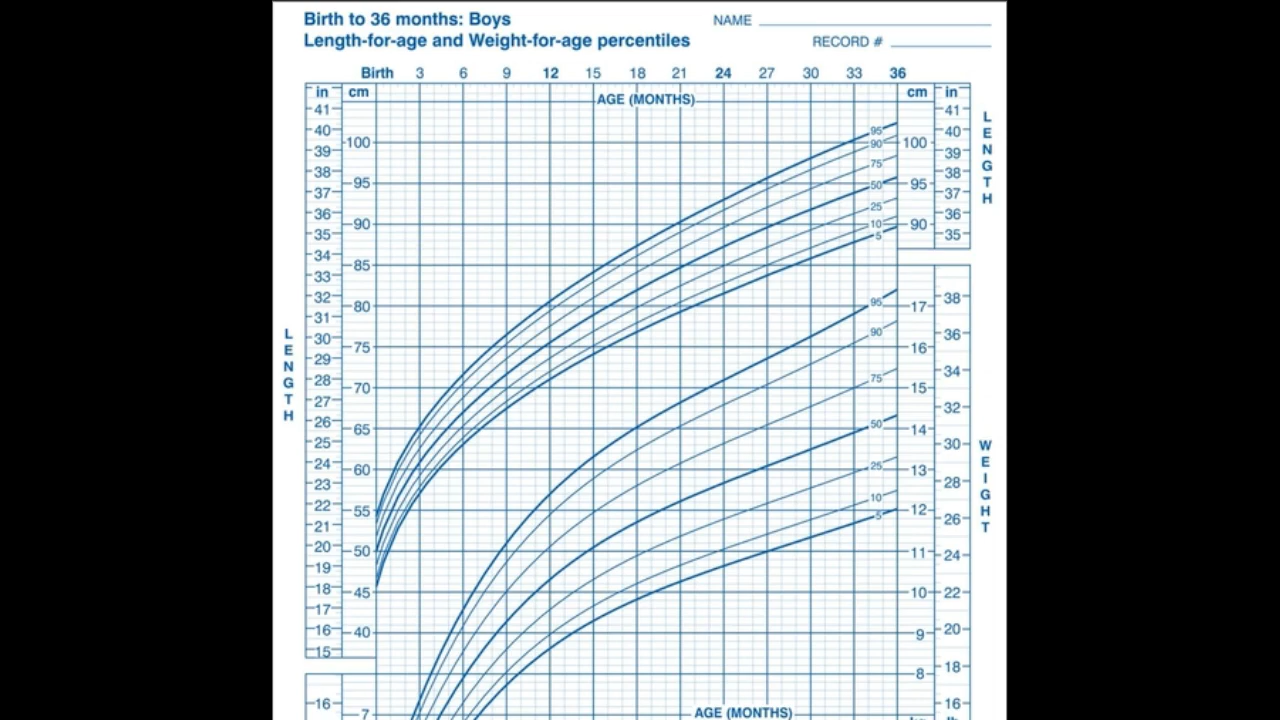 Birth to 36 months: Boys
NAME
Length-for-age and Weight-for-age percentiles
RECORD #
Birth 3 6 9 12 15 18 21 24 27 30 33 36
in cm AGE (MONTHS) cm in
41 41
95
40 40
100 90 100
39 39
75
38 38
95 50 95
37 37
25
36 36
90 10 90
35 5 35
34
85
33
32 38
80 95 17
31
90 36
30
75 16
29
75 34
28
70 15
27
32
26 50
65 14
25 30
24 25
60 13
23 28
10
22
55 5 12
21 26
20
50 11 24
19
18
45 10 22
17
16 20
40 9
15
18
8
16 16
7 AGE (MONTHS)
LENGTH
LENGTH
WEIGHT